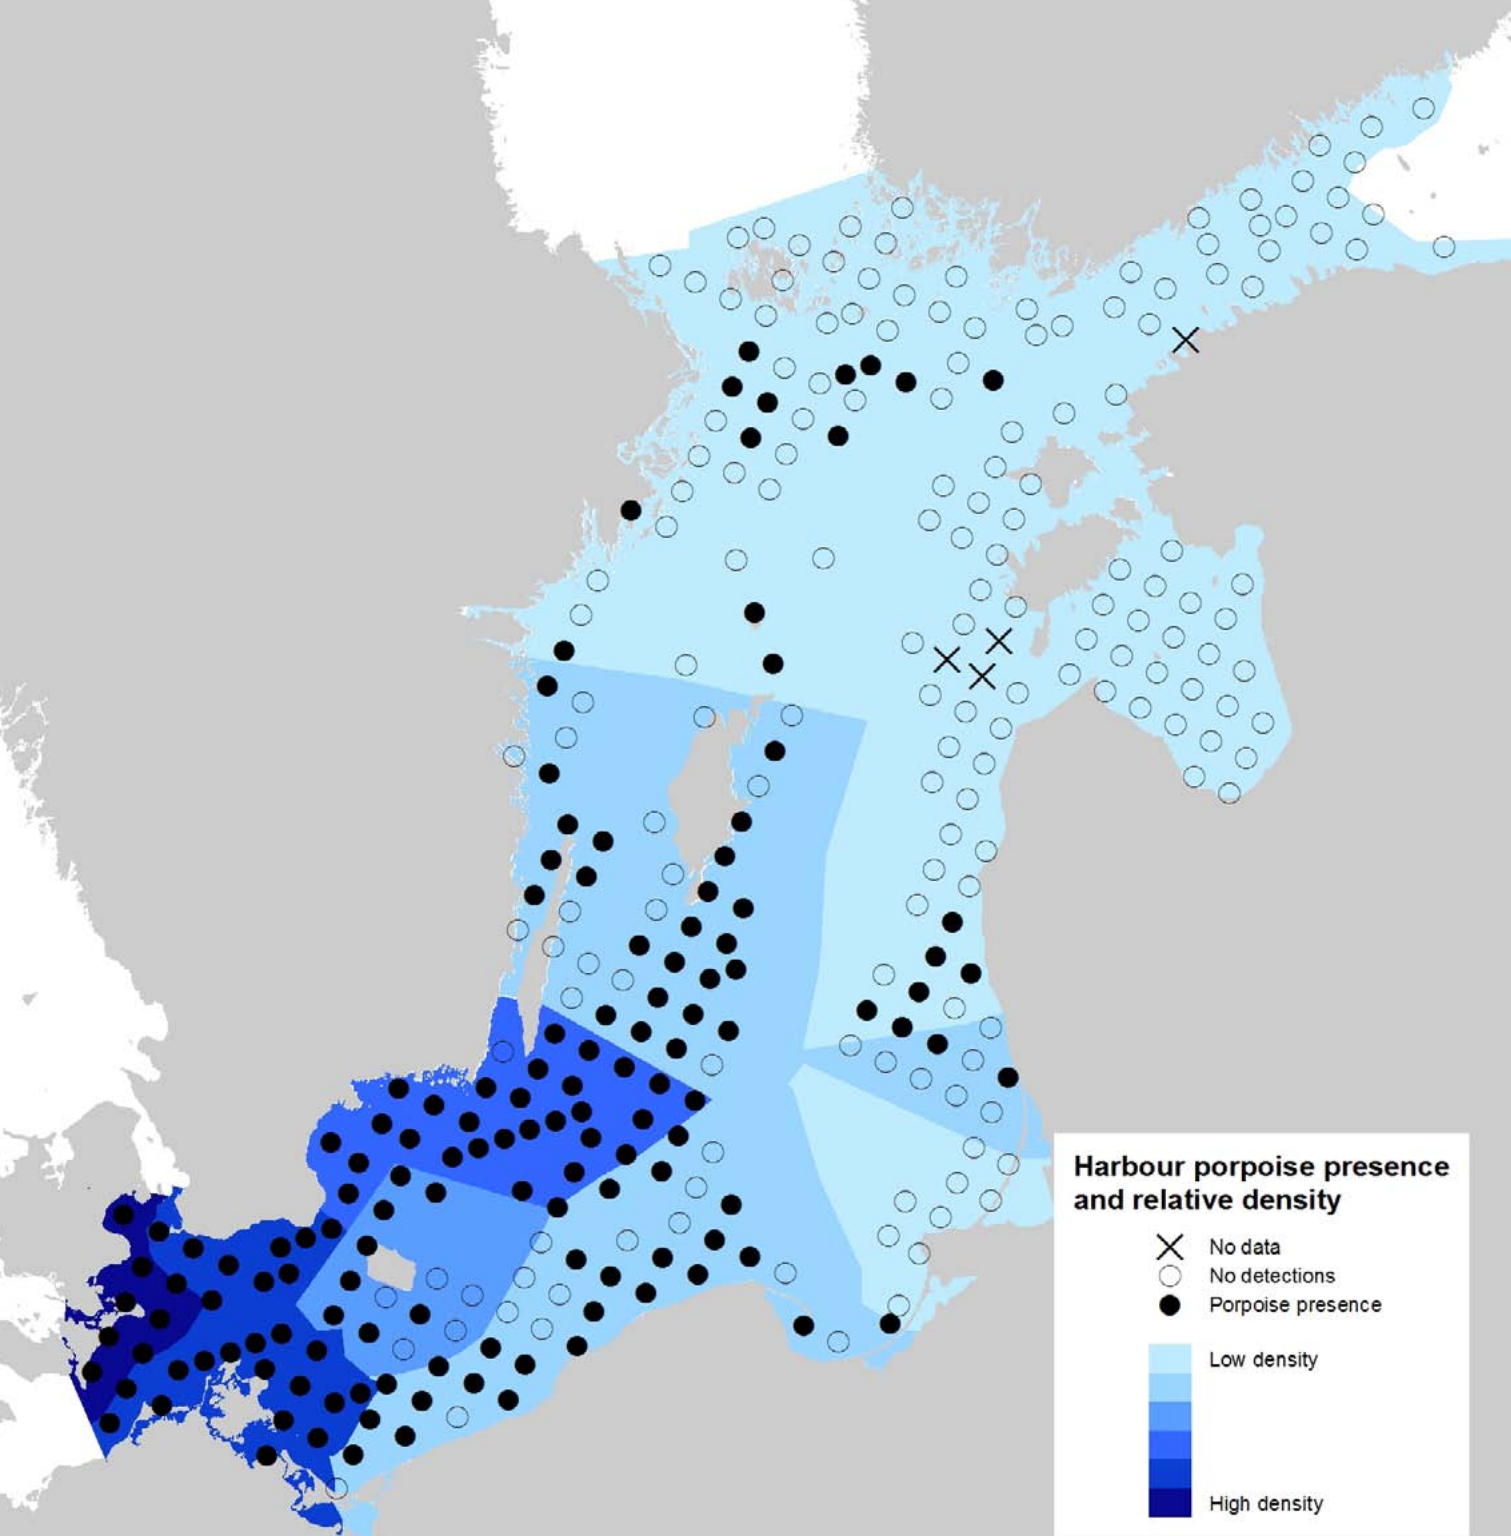 Harbour porpoise presence
and relative density
No data
No detections
Porpoise presence
Low density
High density